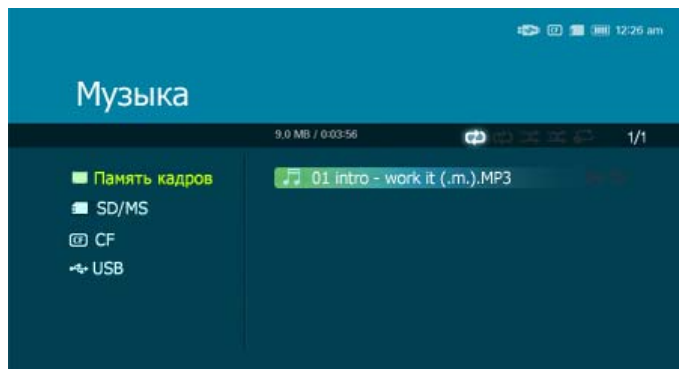 12:26 am
Музыка
9,0 MB / 0:03:56
1/1
Память кадров
01 intro - work it (.m.).MP3
SD/MS
CF
USB